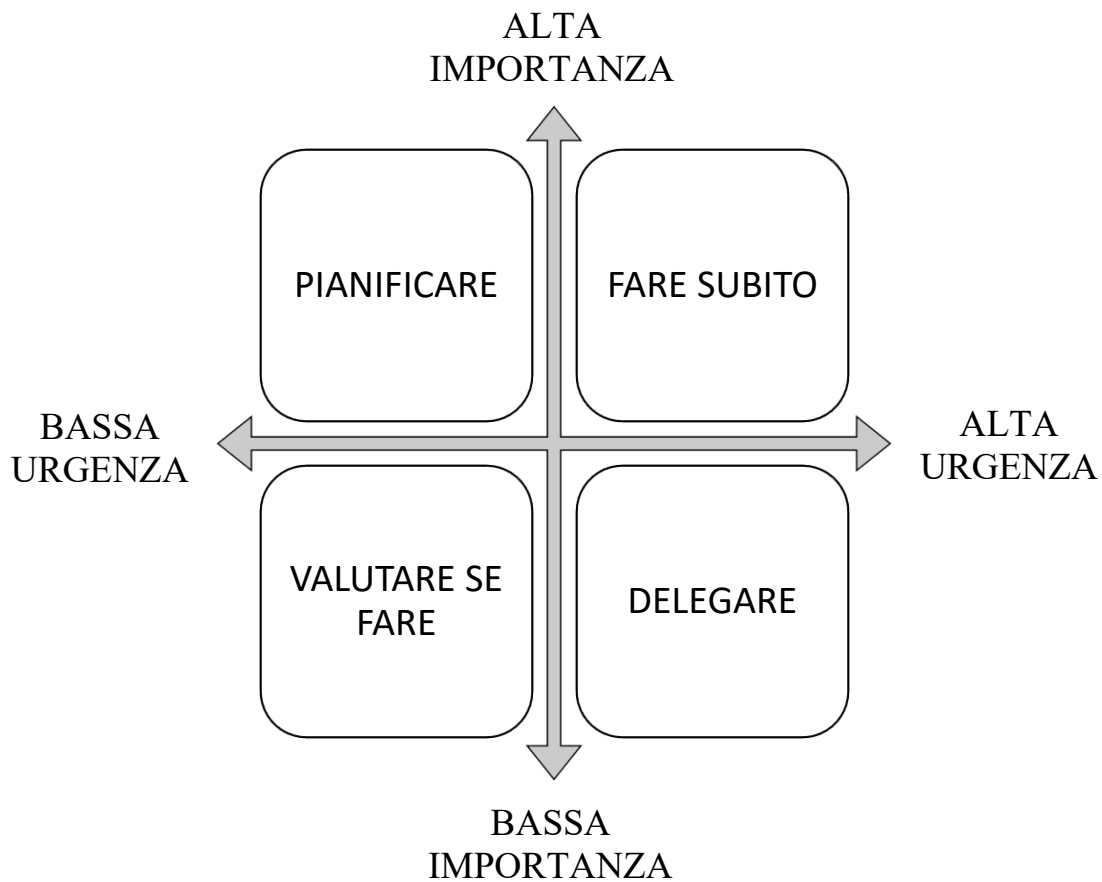 ALTA
IMPORTANZA
PIANIFICARE
FARE SUBITO
BASSA
URGENZA
ALTA
URGENZA
VALUTARE SE
FARE
DELEGARE
BASSA
IMPORTANZA